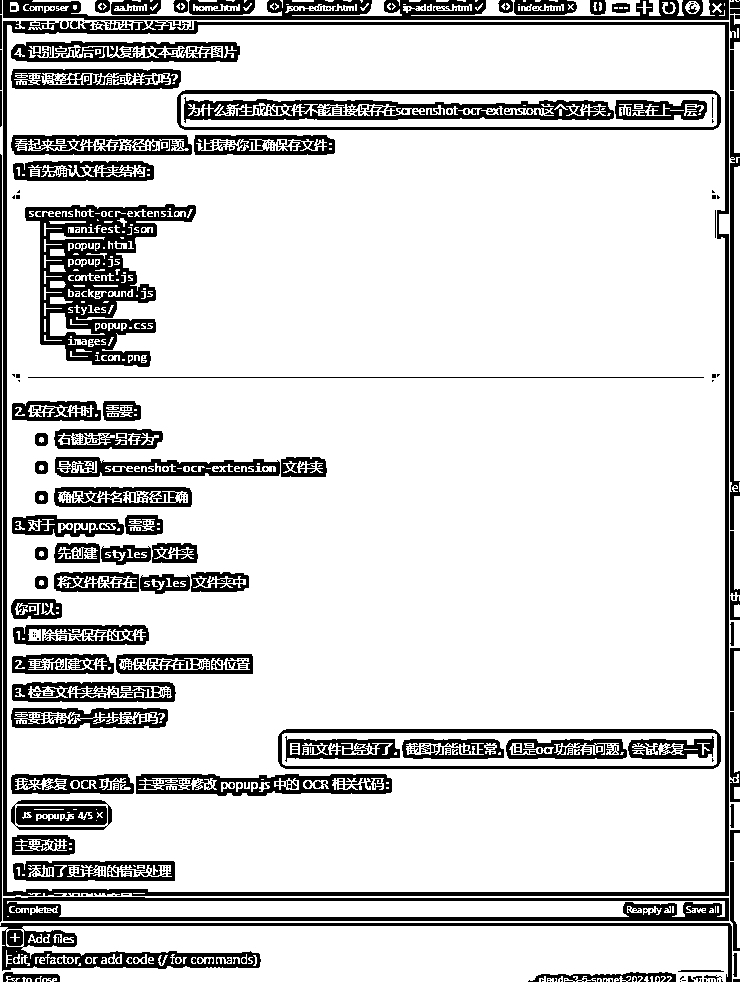 Composer aa.html home.html json-editor.html ip-address.html index.html
3. 点击"OCR"按钮进行文字识别
4. 识别完成后可以复制文本或保存图片
需要调整任何功能或样式吗?
为什么新生成的文件不能直接保存在screenshot-ocr-extension这个文件夹,而是在上一层?
看起来是文件保存路径的问题。让我帮你正确保存文件:
1. 首先确认文件夹结构:
screenshot-ocr-extension/
├── manifest.json
├── popup.html
├── popup.js
├── content.js
├── background.js
├── styles/
│   └── popup.css
└── images/
    └── icon.png
2. 保存文件时,需要:
右键选择"另存为"
导航到 screenshot-ocr-extension 文件夹
确保文件名和路径正确
3. 对于 popup.css,需要:
先创建 styles 文件夹
将文件保存在 styles 文件夹中
你可以:
1. 删除错误保存的文件
2. 重新创建文件,确保保存在正确的位置
3. 检查文件夹结构是否正确
需要我帮你一步步操作吗?
目前文件已经好了,截图功能也正常,但是ocr功能有问题,尝试修复一下
我来修复 OCR 功能。主要需要修改 popup.js 中的 OCR 相关代码:
JS popup.js 4/5 ×
主要改进:
1. 添加了更详细的错误处理
Completed Reapply all Save all
+ Add files
Edit, refactor, or add code (/ for commands)
Esc to close claude-3-5-sonnet-20241022 Submit